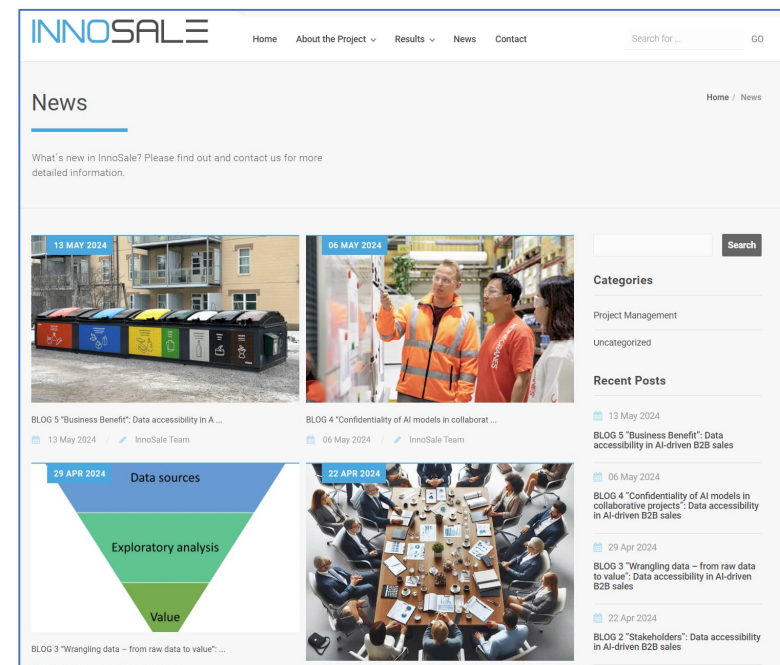 INNOSALE
Home About the Project Results News Contact
Search for ...
GO
News
Home / News
What´s new in InnoSale? Please find out and contact us for more
detailed information.
13 MAY 2024
BLOG 5 "Business Benefit": Data accessibility in A ...
13 May 2024 / InnoSale Team
06 MAY 2024
BLOG 4 "Confidentiality of AI models in collaborat ...
06 May 2024 / InnoSale Team
29 APR 2024
Data sources
Exploratory analysis
Value
BLOG 3 "Wrangling data – from raw data to value": ...
22 APR 2024
Search
Categories
Project Management
Uncategorized
Recent Posts
13 May 2024
BLOG 5 "Business Benefit": Data
accessibility in AI-driven B2B sales
06 May 2024
BLOG 4 "Confidentiality of AI models in
collaborative projects": Data accessibility
in AI-driven B2B sales
29 Apr 2024
BLOG 3 "Wrangling data – from raw data
to value": Data accessibility in AI-driven
B2B sales
22 Apr 2024
BLOG 2 "Stakeholders": Data accessibility
in AI-driven B2B sales